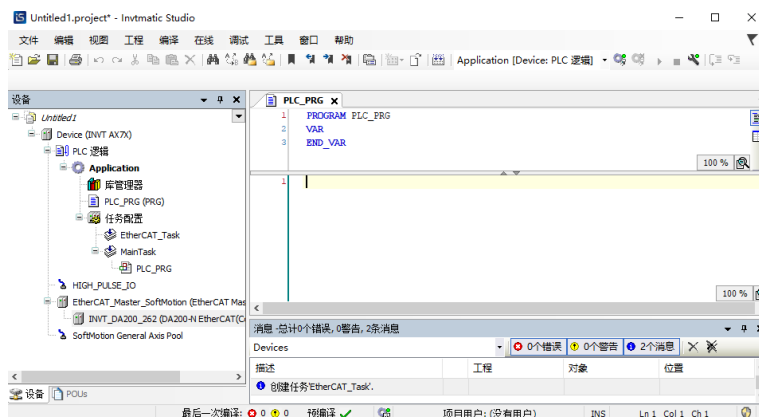 Untitled1.project* - Invtmatic Studio
文件 编辑 视图 工程 编译 在线 调试 工具 窗口 帮助
Application [Device: PLC 逻辑]
设备
Untitled1
Device (INVT AX7X)
PLC 逻辑
Application
库管理器
PLC_PRG (PRG)
任务配置
EtherCAT_Task
MainTask
PLC_PRG
HIGH_PULSE_IO
EtherCAT_Master_SoftMotion (EtherCAT Mas
INVT_DA200_262 (DA200-N EtherCAT(C
SoftMotion General Axis Pool
设备 POUs
PLC_PRG
1 PROGRAM PLC_PRG
2 VAR
3 END_VAR
100 %
1
100 %
消息 -总计0个错误, 0警告, 2条消息
Devices 0个错误 0个警告 2个消息
描述 工程 对象 位置
创建任务'EtherCAT_Task'.
最后一次编译: 0 0 预编译 项目用户: (没有用户) INS Ln 1 Col 1 Ch 1